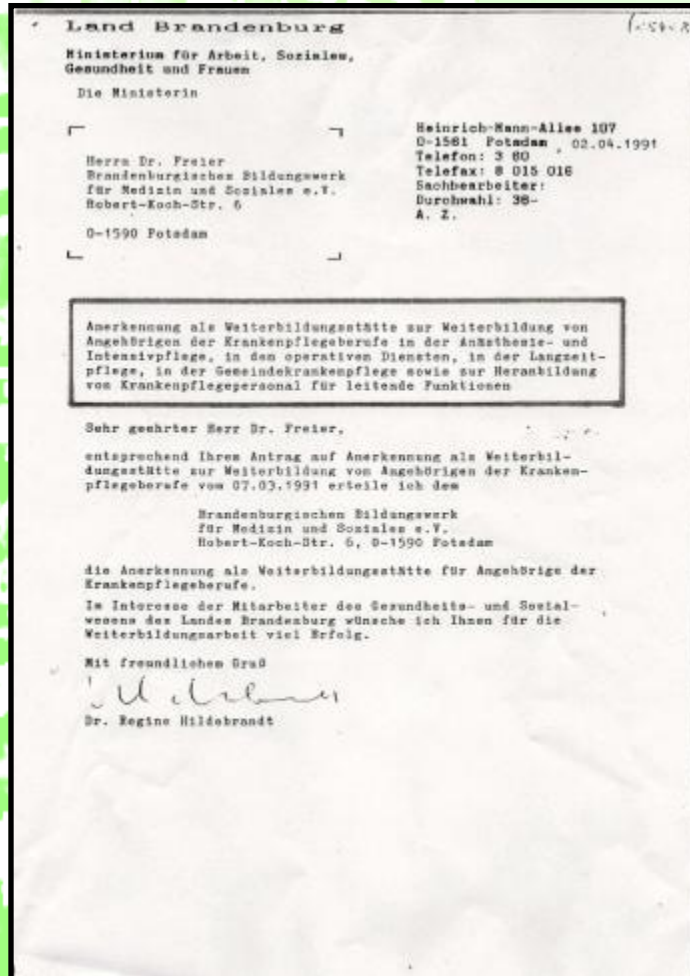 Land Brandenburg
Ministerium für Arbeit, Soziales,
Gesundheit und Frauen
Die Ministerin
Herrn Dr. Freier
Brandenburgisches Bildungswerk
für Medizin und Soziales e.V.
Robert-Koch-Str. 6
O-1590 Potsdam
Heinrich-Mann-Allee 107
O-1561 Potsdam , 02.04.1991
Telefon: 3 60
Telefax: 8 015 016
Sachbearbeiter:
Durchwahl: 36-
A. Z.
Anerkennung als Weiterbildungsstätte zur Weiterbildung von
Angehörigen der Krankenpflegeberufe in der Anästhesie- und
Intensivpflege, in den operativen Diensten, in der Langzeit-
pflege, in der Gemeindekrankenpflege sowie zur Heranbildung
von Krankenpflegepersonal für leitende Funktionen
Sehr geehrter Herr Dr. Freier,
entsprechend Ihrem Antrag auf Anerkennung als Weiterbil-
dungsstätte zur Weiterbildung von Angehörigen der Kranken-
pflegeberufe vom 07.03.1991 erteile ich dem
Brandenburgischen Bildungswerk
für Medizin und Soziales e.V.
Robert-Koch-Str. 6, O-1590 Potsdam
die Anerkennung als Weiterbildungsstätte für Angehörige der
Krankenpflegeberufe.
Im Interesse der Mitarbeiter des Gesundheits- und Sozial-
wesens des Landes Brandenburg wünsche ich Ihnen für die
Weiterbildungsarbeit viel Erfolg.
Mit freundlichem Gruß
Dr. Regine Hildebrandt